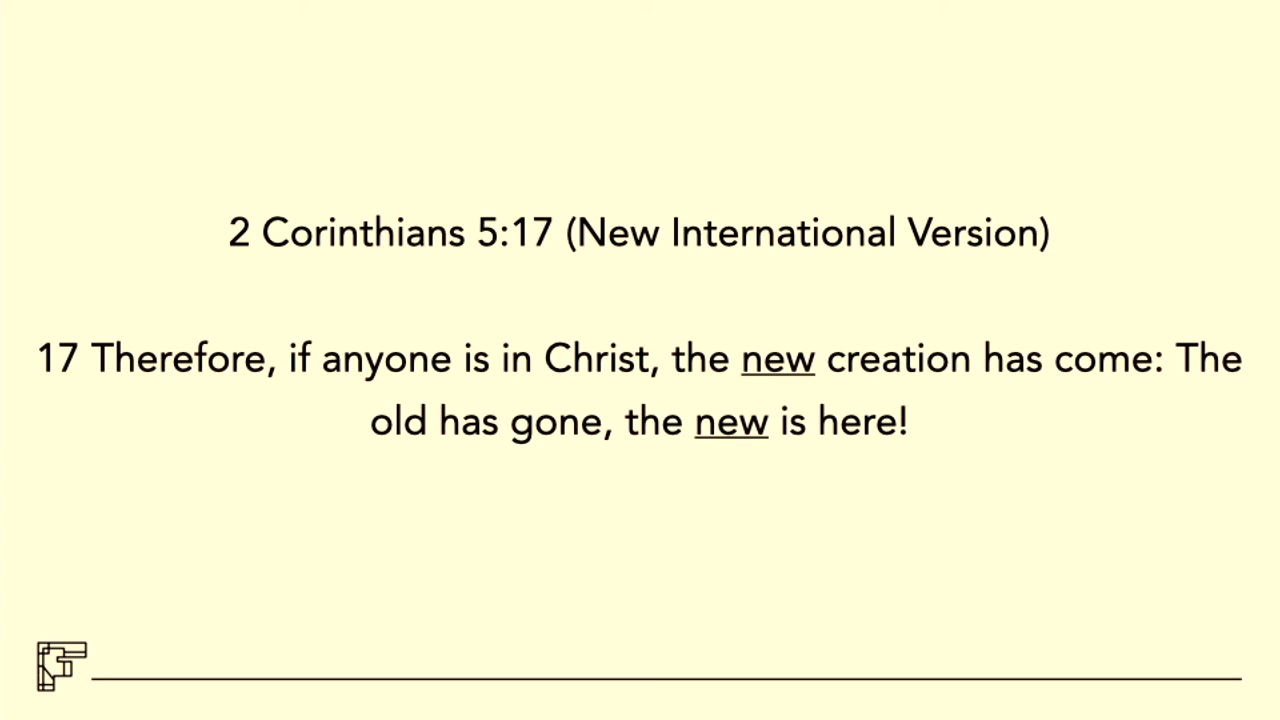 2 Corinthians 5:17 (New International Version)
17 Therefore, if anyone is in Christ, the new creation has come: The
old has gone, the new is here!